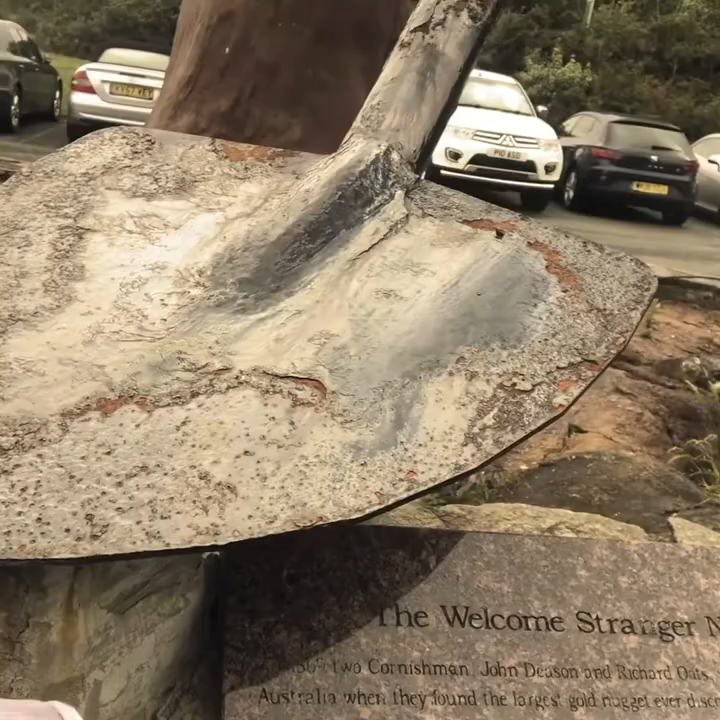 The Welcome Stranger N
two Cornishman John Deason and Richard Oats,
Australia when they found the largest gold nugget ever disc